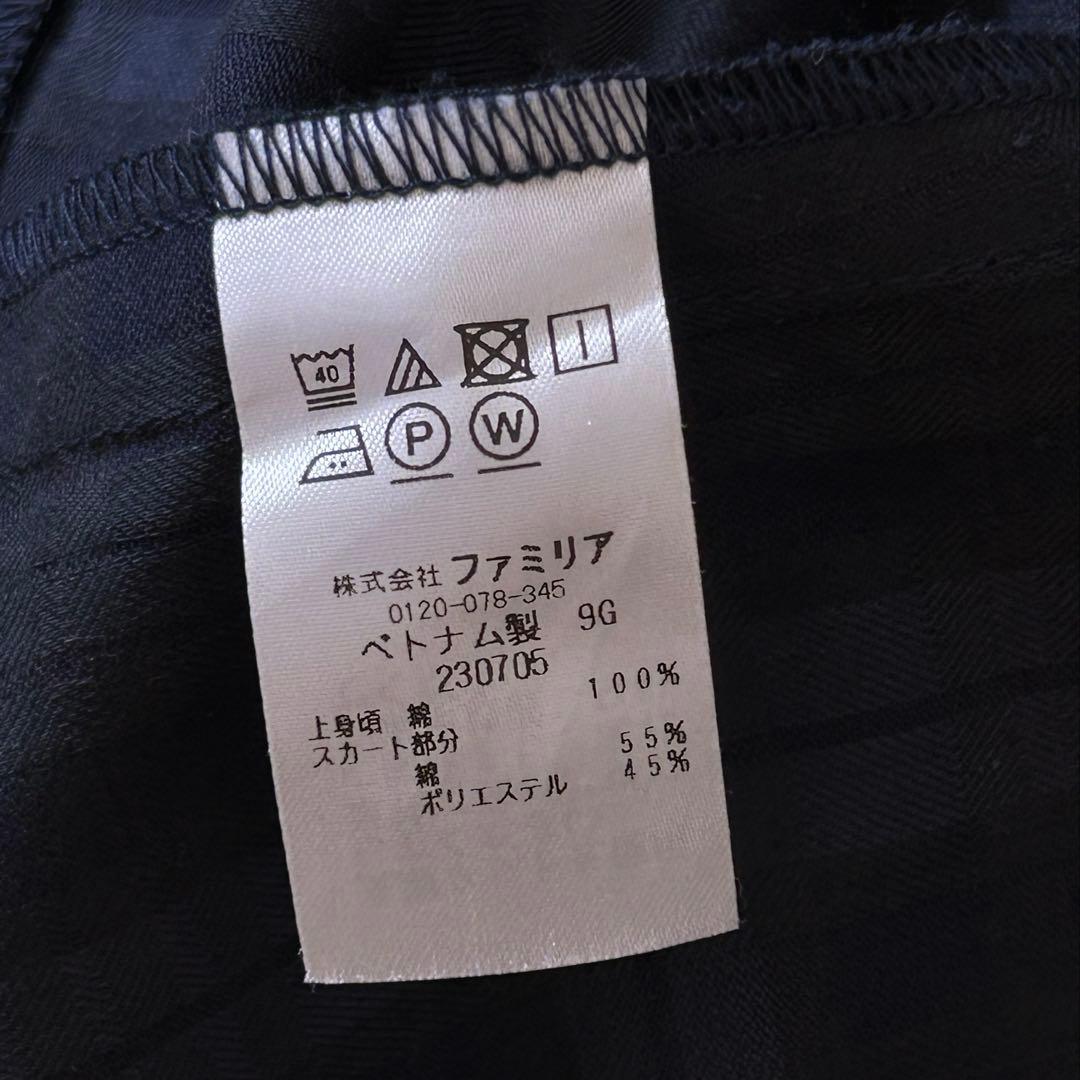 40
P W
株式会社 ファミリア
0120-078-345
ベトナム製 9G
230705
上身頃 綿 100%
スカート部分
綿 55%
ポリエステル 45%